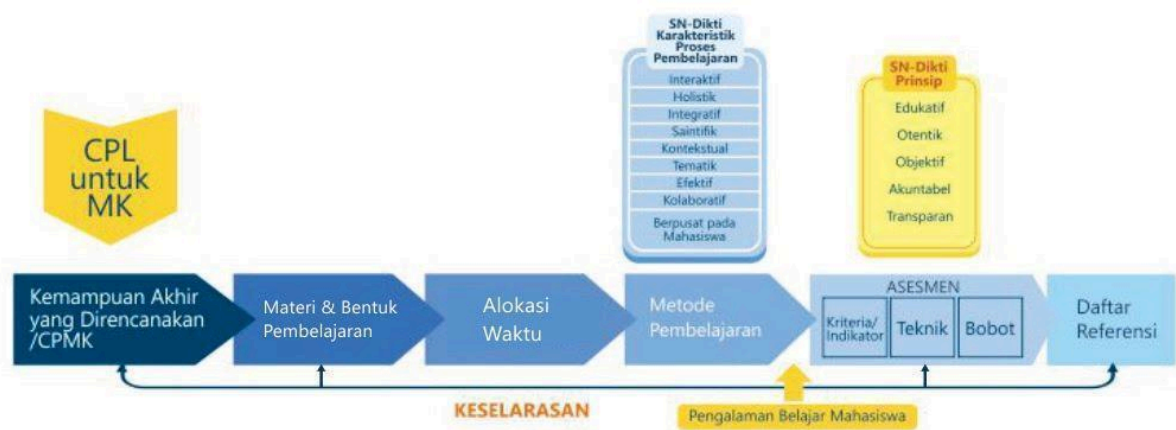 SN-Dikti
Karakteristik
Proses
Pembelajaran
Interaktif
Holistik
Integratif
Saintifik
Kontekstual
Tematik
Efektif
Kolaboratif
Berpusat pada
Mahasiswa
SN-Dikti
Prinsip
Edukatif
Otentik
Objektif
Akuntabel
Transparan
CPL
untuk
MK
Kemampuan Akhir
yang Direncanakan
/CPMK
Materi & Bentuk
Pembelajaran
Alokasi
Waktu
Metode
Pembelajaran
ASESMEN
Kriteria/
Indikator
Teknik
Bobot
Daftar
Referensi
KESELARASAN
Pengalaman Belajar Mahasiswa